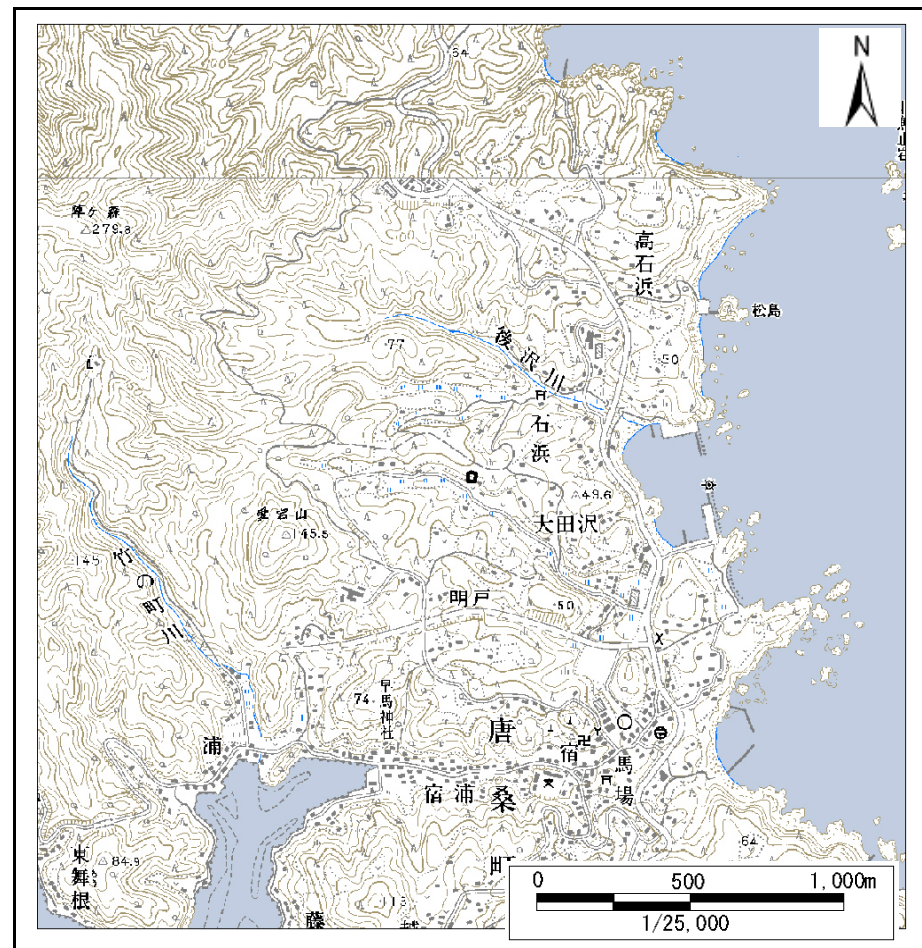 64
N
陣ケ森
279.8
高石浜
松島
後沢川
77
50
石浜
49.6
大田沢
愛宕山
145.5
145
竹の町川
明戸
50
74
早馬神社
唐桑町
宿
馬場
浦
宿浦
64
東舞根
84.9
113
藤
0 500 1,000m
1/25,000